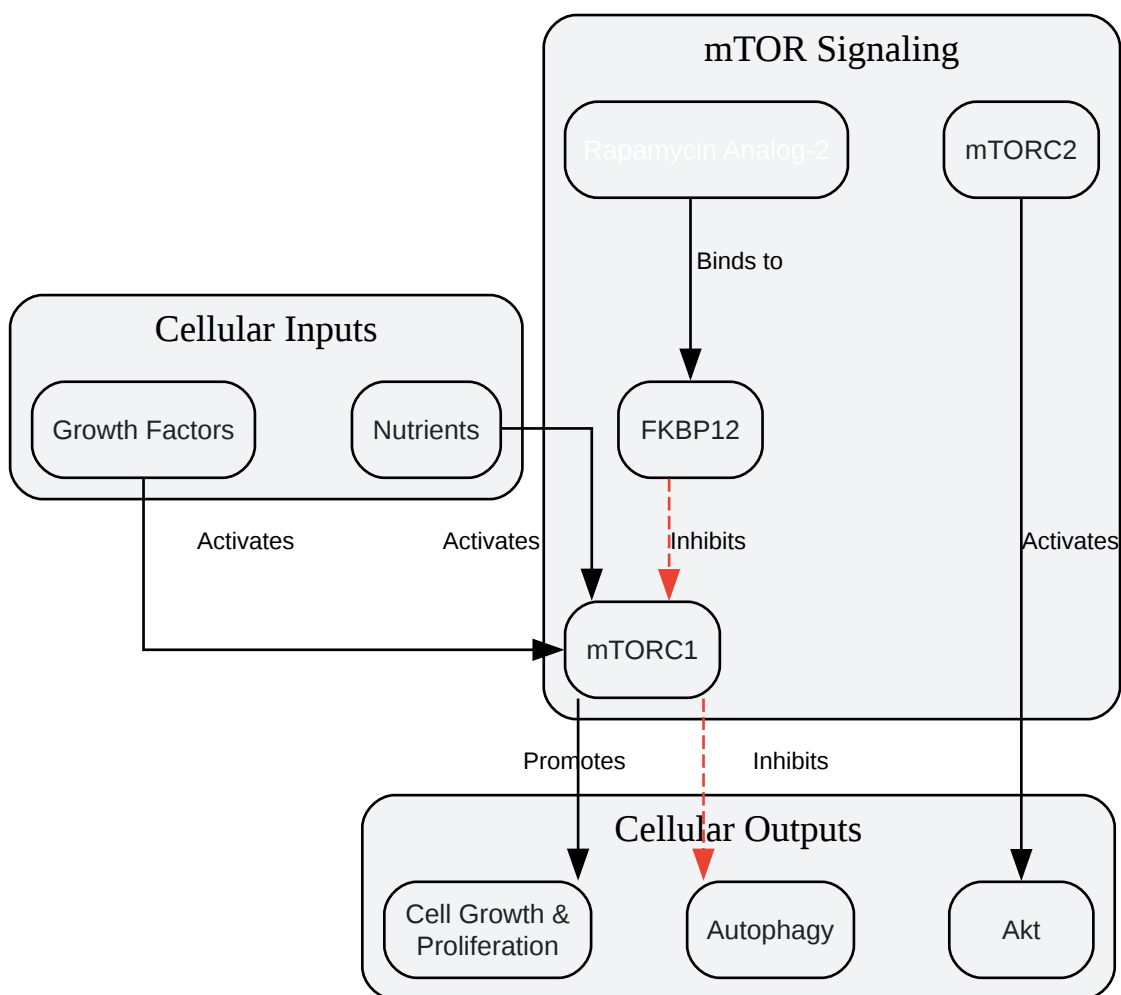 mTOR Signaling
Rapamycin Analog-2
mTORC2
Binds to
Cellular Inputs
Growth Factors
Nutrients
FKBP12
Activates
Activates
Inhibits
Activates
mTORC1
Promotes
Inhibits
Cellular Outputs
Cell Growth &
Proliferation
Autophagy
Akt